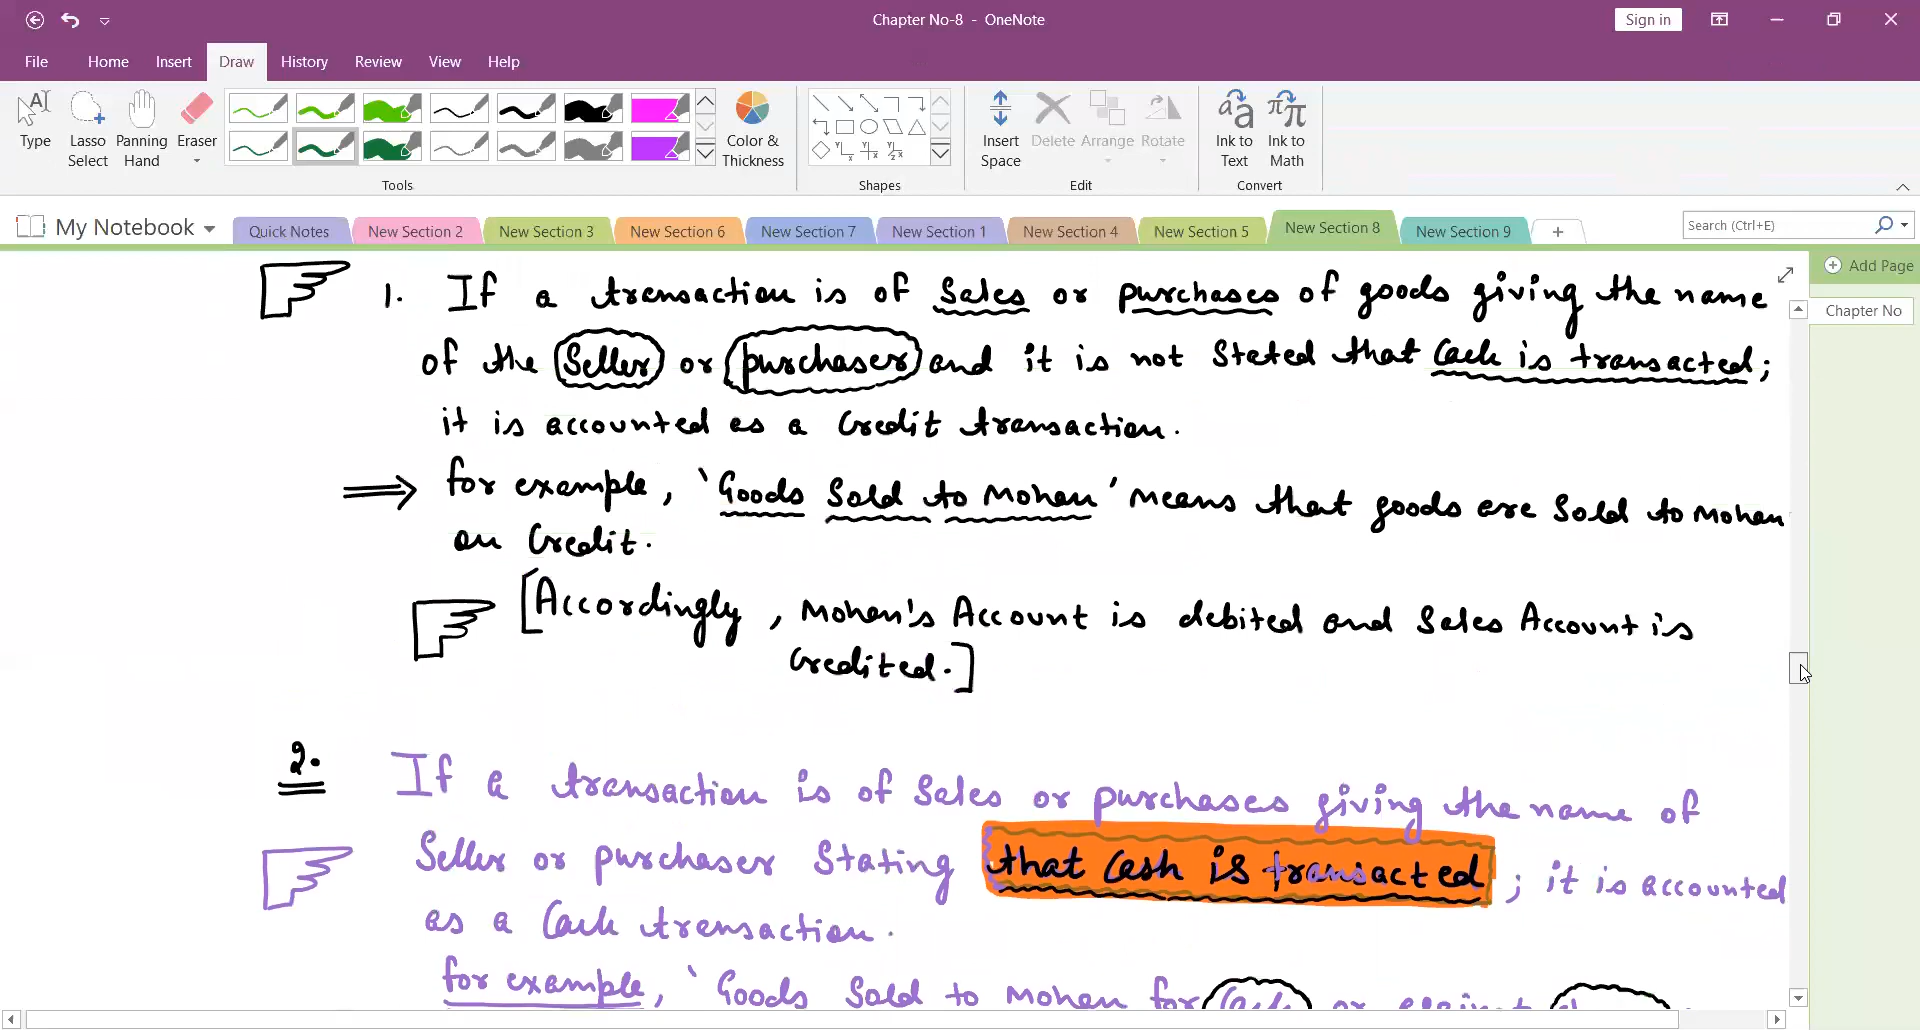 Chapter No-8 - OneNote
Sign in
File Home Insert Draw History Review View Help
Type
Lasso Select
Panning Hand
Eraser
Color & Thickness
Insert Space
Delete
Arrange
Rotate
Ink to Text
Ink to Math
Tools
Shapes
Edit
Convert
My Notebook
Quick Notes
New Section 2
New Section 3
New Section 6
New Section 7
New Section 1
New Section 4
New Section 5
New Section 8
New Section 9
Search (Ctrl+E)
Add Page
Chapter No
1. If a transaction is of Sales or purchases of goods giving the name
of the Seller or purchaser and it is not Stated that Cash is transacted;
it is accounted as a Credit transaction.
for example, 'Goods Sold to Mohan' means that goods are Sold to Mohan
on Credit.
[Accordingly, Mohan's Account is debited and Sales Account is
Credited.]
2. If a transaction is of Sales or purchases giving the name of
Seller or purchaser Stating that Cash is transacted; it is accounted
as a Cash transaction.
for example, 'Goods Sold to Mohan for Cash or against